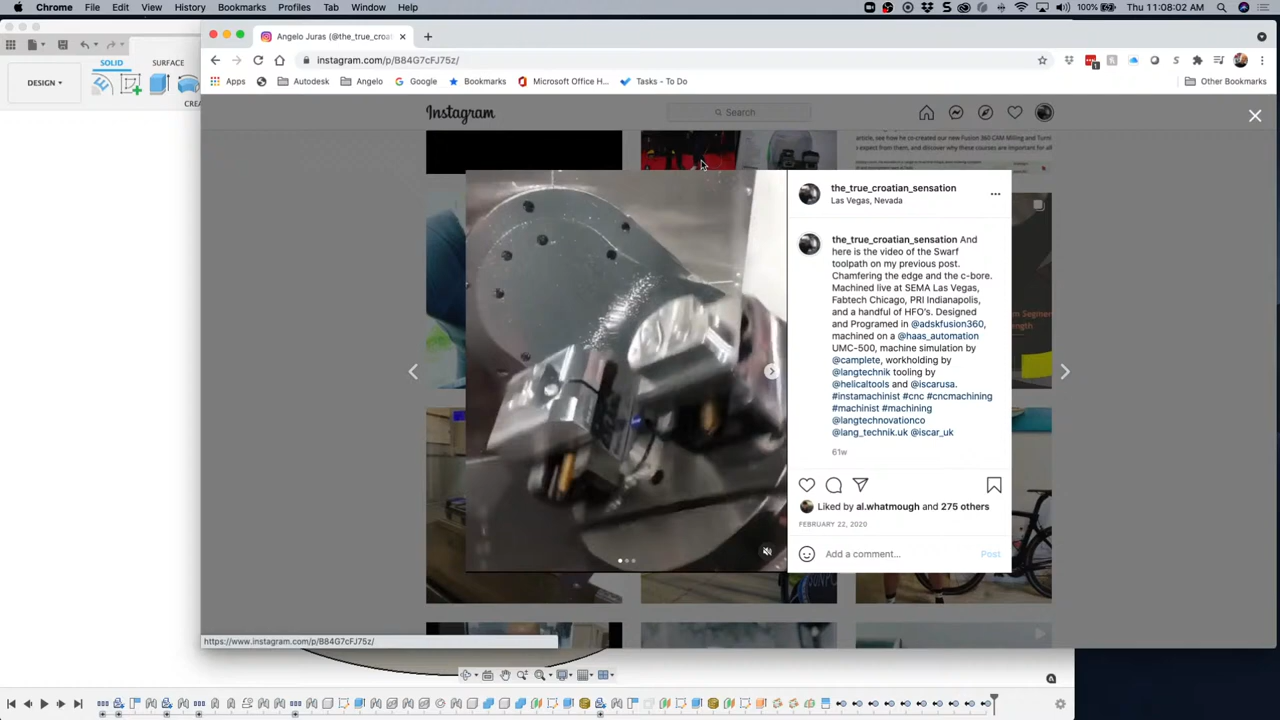 Chrome File Edit View History Bookmarks Profiles Tab Window Help
100% Thu 11:08:02 AM
Angelo Juras (@the_true_croat
instagram.com/p/B84G7cFJ75z/
Apps Autodesk Angelo Google Bookmarks Microsoft Office H... Tasks - To Do Other Bookmarks
SOLID SURFACE
DESIGN
Instagram
Search
the_true_croatian_sensation
Las Vegas, Nevada
the_true_croatian_sensation And
here is the video of the Swarf
toolpath on my previous post.
Chamfering the edge and the c-bore.
Machined live at SEMA Las Vegas,
Fabtech Chicago, PRI Indianapolis,
and a handful of HFO's. Designed
and Programed in @adskfusion360,
machined on a @haas_automation
UMC-500, machine simulation by
@camplete, workholding by
@langtechnik tooling by
@helicaltools and @iscarusa.
#instamachinist #cnc #cncmachining
#machinist #machining
@langtechnovationco
@lang_technik.uk @iscar_uk
61w
Liked by al.whatmough and 275 others
FEBRUARY 22, 2020
Add a comment... Post
https://www.instagram.com/p/B84G7cFJ75z/